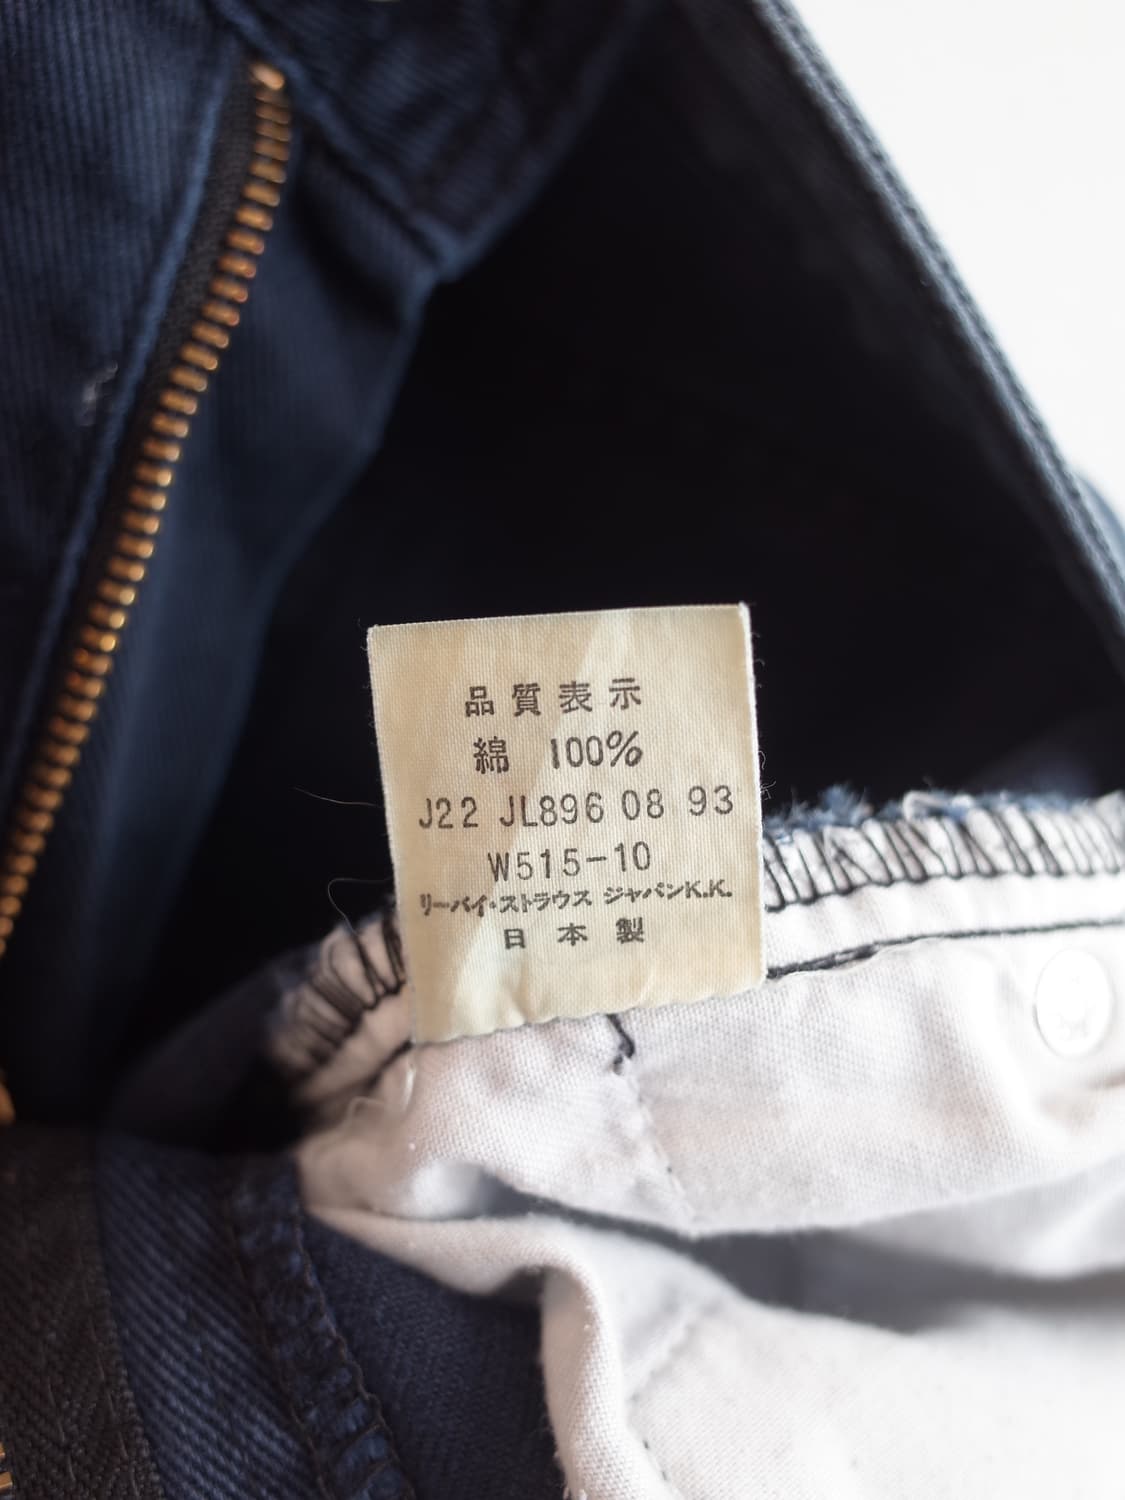 品質表示
綿 100%
J22 JL896 08 93
W515-10
リーバイ・ストラウス ジャパンK.K.
日本製